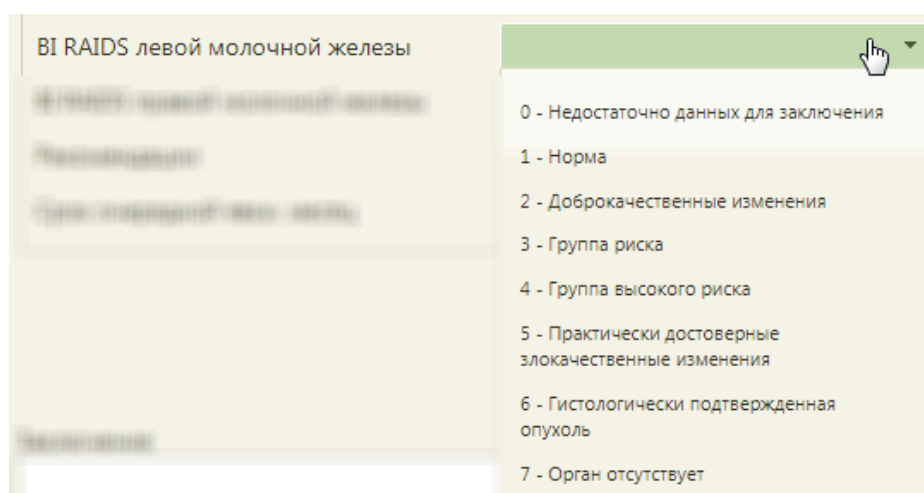 BI RAIDS левой молочной железы
0 - Недостаточно данных для заключения
1 - Норма
2 - Доброкачественные изменения
3 - Группа риска
4 - Группа высокого риска
5 - Практически достоверные
злокачественные изменения
6 - Гистологически подтвержденная
опухоль
7 - Орган отсутствует